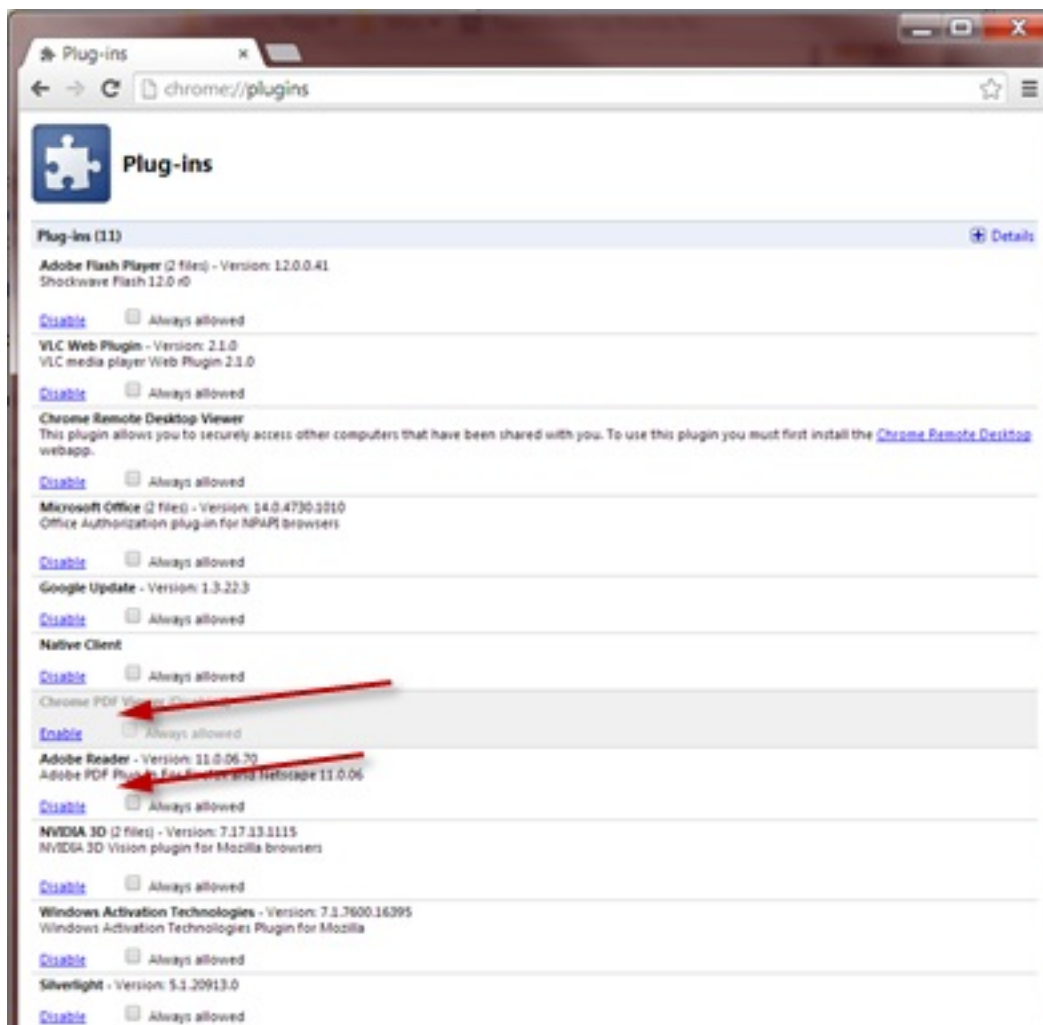 Plug-ins
chrome://plugins
Plug-ins
Plug-ins (11)
Details
Adobe Flash Player (2 files) - Version: 12.0.0.41
Shockwave Flash 12.0 r0
Disable Always allowed
VLC Web Plugin - Version: 2.1.0
VLC media player Web Plugin 2.1.0
Disable Always allowed
Chrome Remote Desktop Viewer
This plugin allows you to securely access other computers that have been shared with you. To use this plugin you must first install the Chrome Remote Desktop
webapp.
Disable Always allowed
Microsoft Office (2 files) - Version: 14.0.4730.1010
Office Authorization plug-in for NPAPI browsers
Disable Always allowed
Google Update - Version: 1.3.22.3
Disable Always allowed
Native Client
Disable Always allowed
Chrome PDF Viewer (Disabled)
Enable Always allowed
Adobe Reader - Version: 11.0.06.70
Adobe PDF Plug-In For Firefox and Netscape 11.0.06
Disable Always allowed
NVIDIA 3D (2 files) - Version: 7.17.13.1115
NVIDIA 3D Vision plugin for Mozilla browsers
Disable Always allowed
Windows Activation Technologies - Version: 7.1.7600.16395
Windows Activation Technologies Plugin for Mozilla
Disable Always allowed
Silverlight - Version: 5.1.20913.0
Disable Always allowed